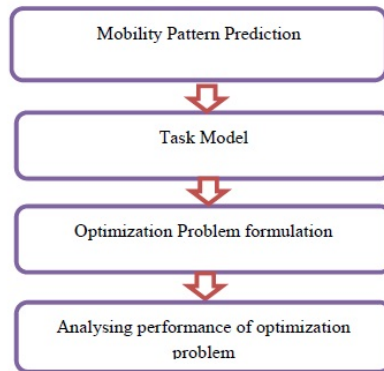 Mobility Pattern Prediction
Task Model
Optimization Problem formulation
Analysing performance of optimization
problem